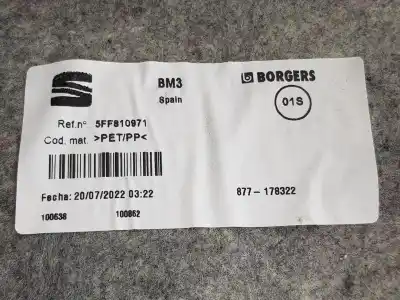 BM3
Spain
BORGERS
01S
Ref.nº 5FF810971
Cod. mat. >PET/PP<
Fecha: 20/07/2022 03:22
877-178322
100638 100862